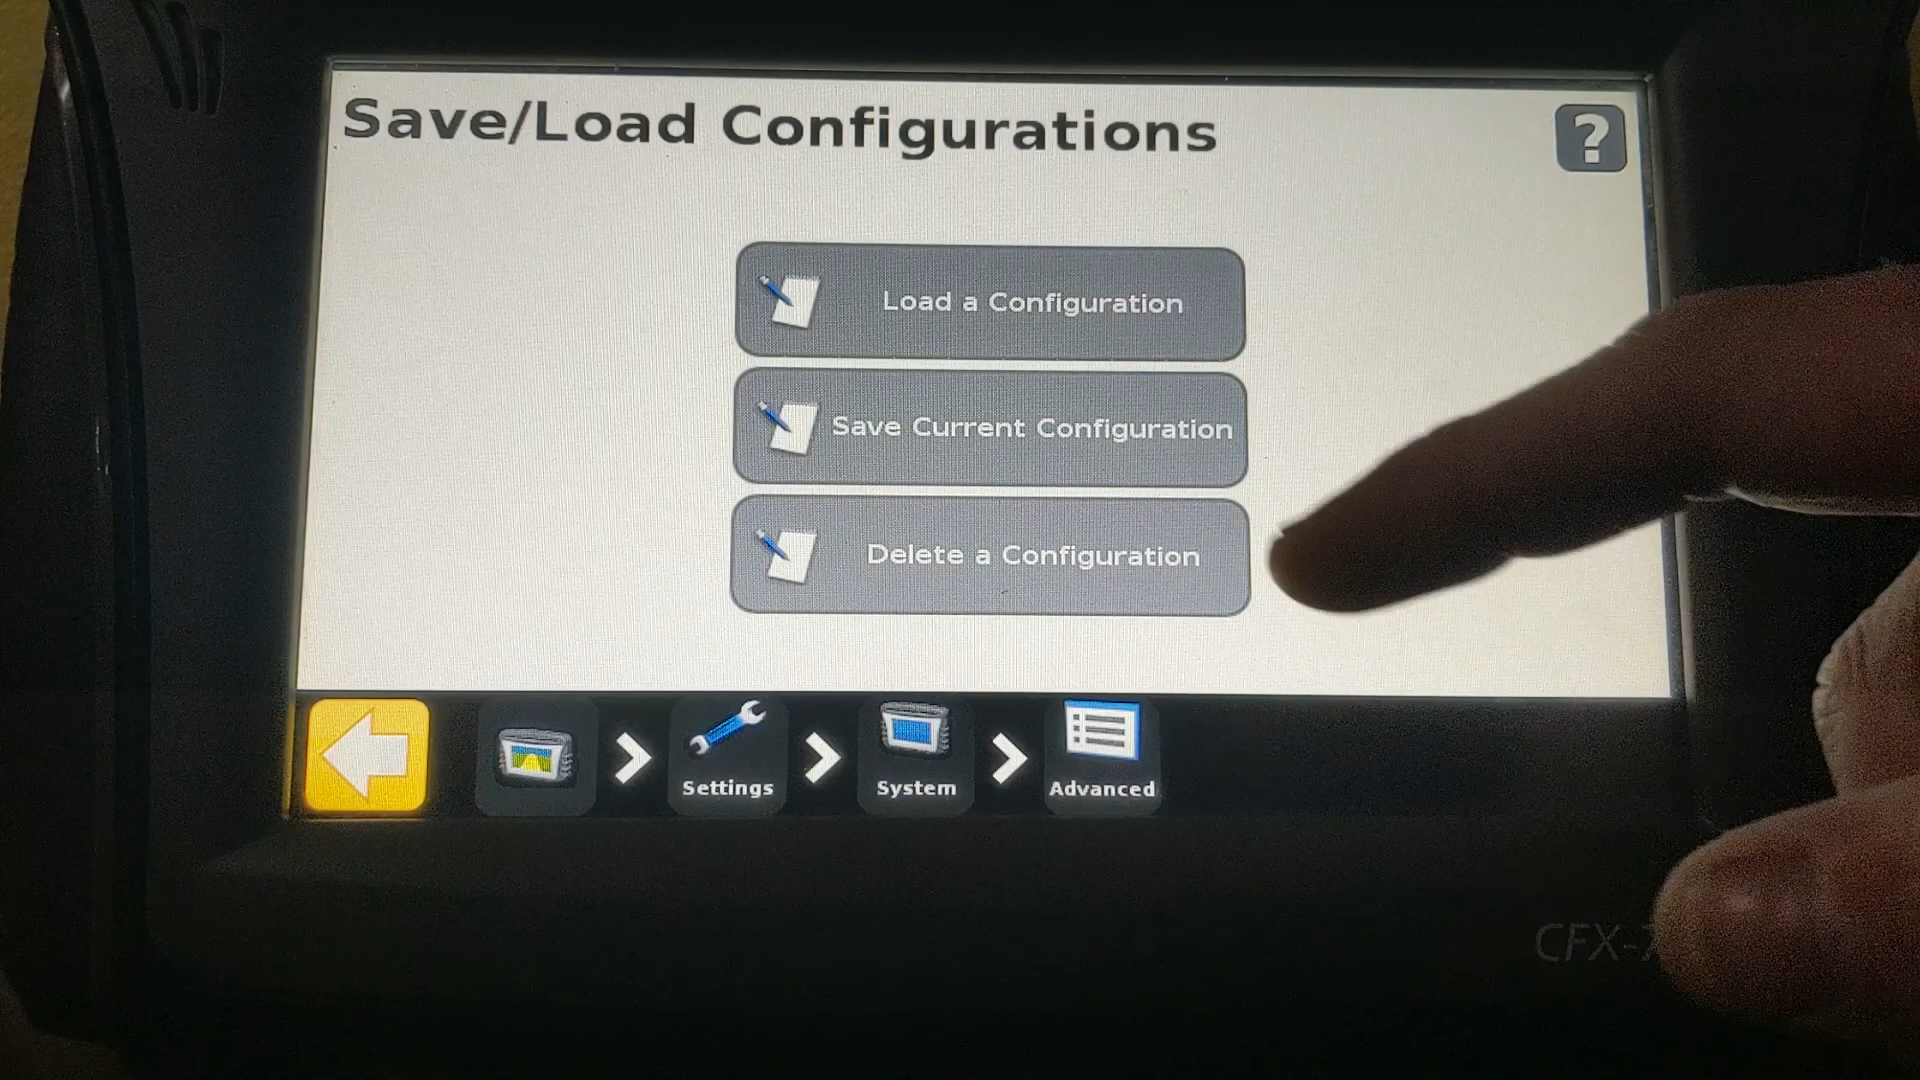 Save/Load Configurations
?
Load a Configuration
Save Current Configuration
Delete a Configuration
Settings
System
Advanced